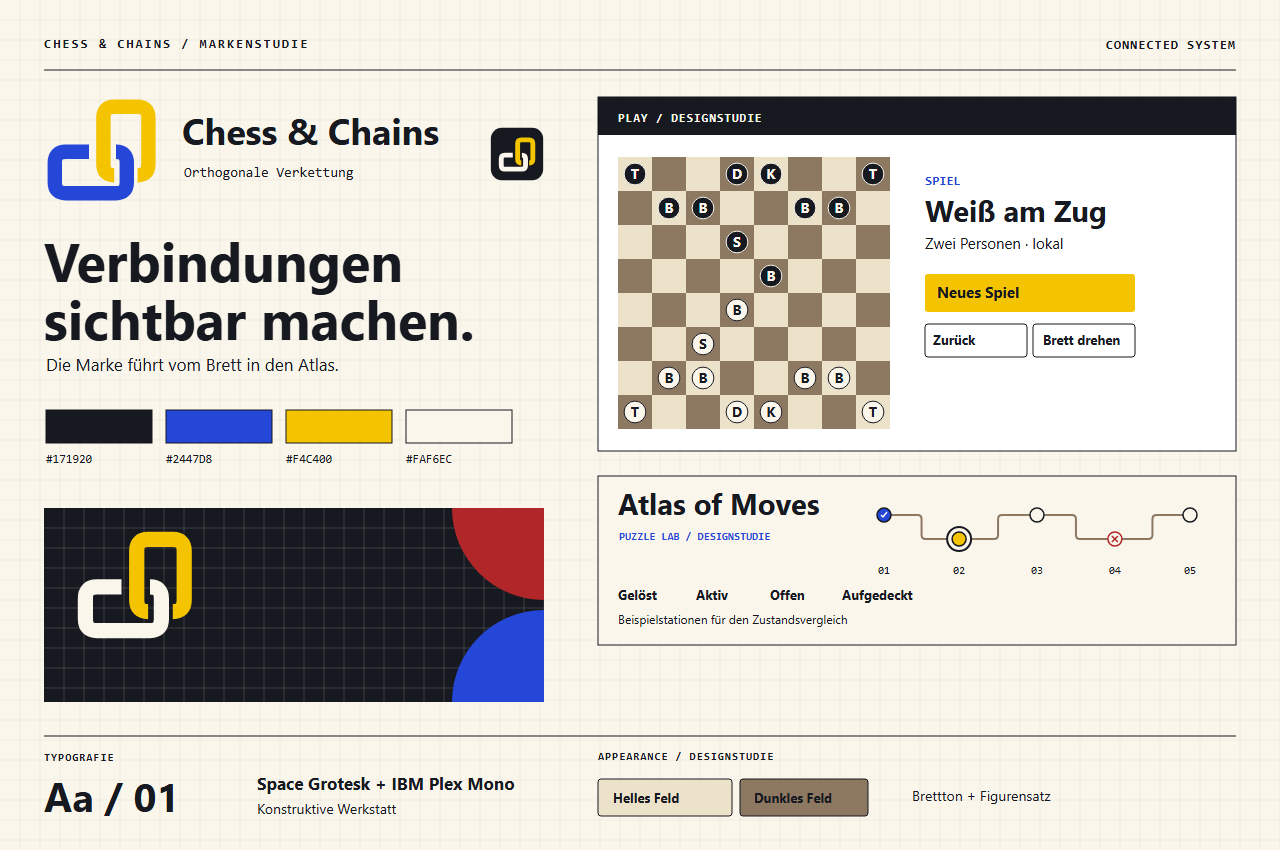 CHESS & CHAINS / MARKENSTUDIE
CONNECTED SYSTEM
Chess & Chains
Orthogonale Verkettung
Verbindungen
sichtbar machen.
Die Marke führt vom Brett in den Atlas.
#171920 #2447D8 #F4C400 #FAF6EC
PLAY / DESIGNSTUDIE
T D K T
B B B B
S
B
B
S
B B B B
T D K T
SPIEL
Weiß am Zug
Zwei Personen · lokal
Neues Spiel
Zurück Brett drehen
Atlas of Moves
PUZZLE LAB / DESIGNSTUDIE
01 02 03 04 05
Gelöst Aktiv Offen Aufgedeckt
Beispielstationen für den Zustandsvergleich
TYPOGRAFIE
Aa / 01
Space Grotesk + IBM Plex Mono
Konstruktive Werkstatt
APPEARANCE / DESIGNSTUDIE
Helles Feld Dunkles Feld Brettton + Figurensatz